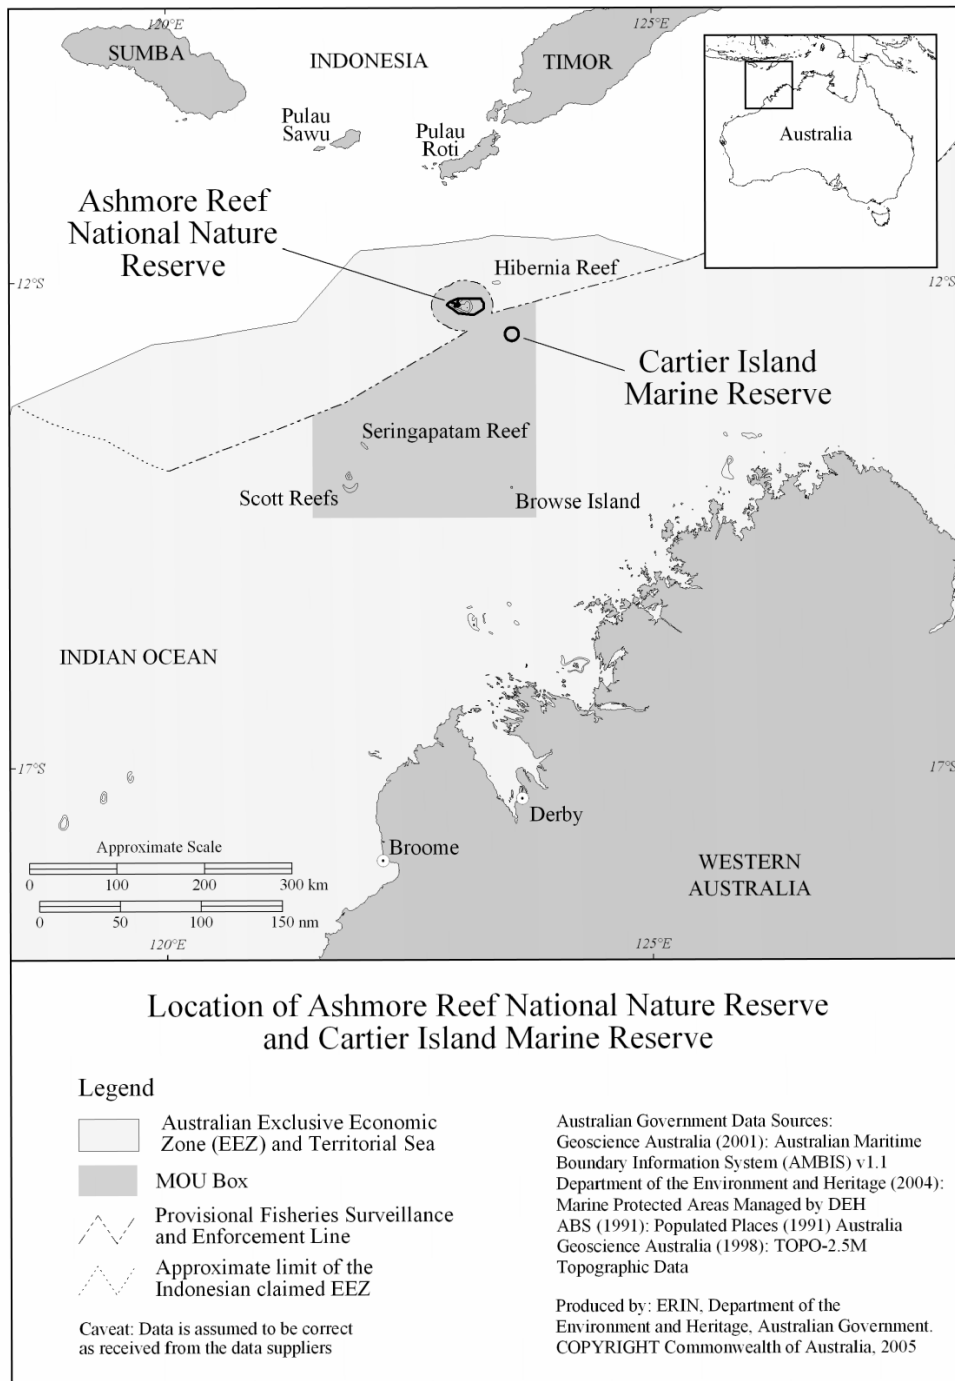 120°E
125°E
SUMBA
INDONESIA
TIMOR
Pulau
Sawu
Pulau
Roti
Australia
Ashmore Reef
National Nature
Reserve
Hibernia Reef
12°S
12°S
Cartier Island
Marine Reserve
Seringapatam Reef
Scott Reefs
Browse Island
INDIAN OCEAN
17°S
17°S
Derby
Broome
Approximate Scale
0 100 200 300 km
0 50 100 150 nm
WESTERN
AUSTRALIA
120°E
125°E
Location of Ashmore Reef National Nature Reserve
and Cartier Island Marine Reserve
Legend
Australian Exclusive Economic
Zone (EEZ) and Territorial Sea
MOU Box
Provisional Fisheries Surveillance
and Enforcement Line
Approximate limit of the
Indonesian claimed EEZ
Caveat: Data is assumed to be correct
as received from the data suppliers
Australian Government Data Sources:
Geoscience Australia (2001): Australian Maritime
Boundary Information System (AMBIS) v1.1
Department of the Environment and Heritage (2004):
Marine Protected Areas Managed by DEH
ABS (1991): Populated Places (1991) Australia
Geoscience Australia (1998): TOPO-2.5M
Topographic Data
Produced by: ERIN, Department of the
Environment and Heritage, Australian Government.
COPYRIGHT Commonwealth of Australia, 2005